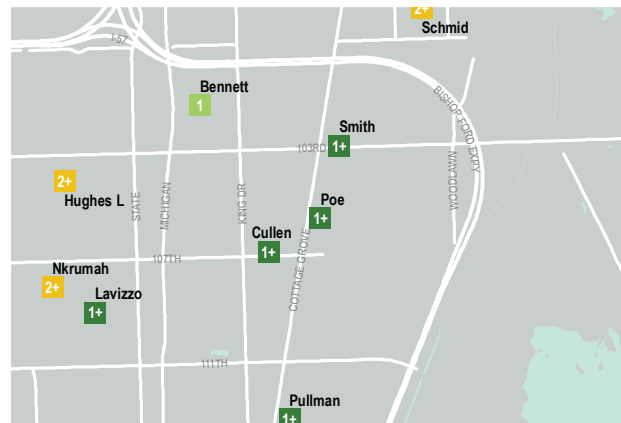 2+
Schmid
I-57
Bennett
1
BISHOP FORD EXPY
Smith
103RD
1+
2+
Hughes L
STATE
MICHIGAN
KING DR
WOODLAWN
Poe
1+
Cullen
1+
COTTAGE GROVE
107TH
Nkrumah
2+
Lavizzo
1+
111TH
Pullman
1+